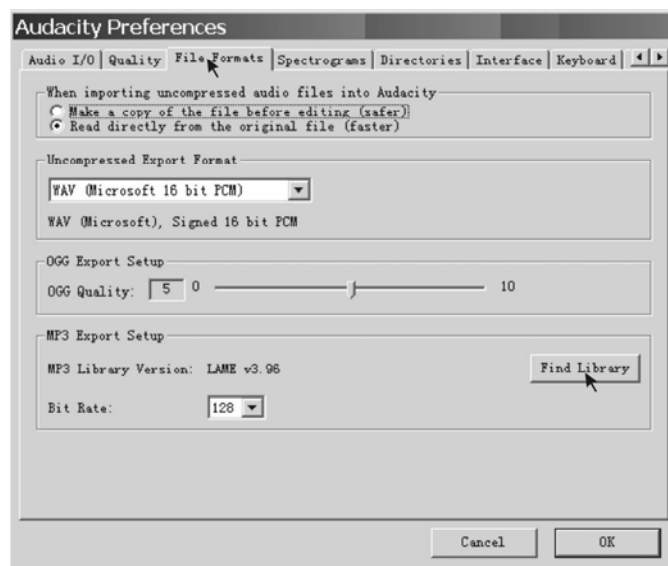 Audacity Preferences
Audio I/O Quality File Formats Spectrograms Directories Interface Keyboard
When importing uncompressed audio files into Audacity
Make a copy of the file before editing (safer)
Read directly from the original file (faster)
Uncompressed Export Format
WAV (Microsoft 16 bit PCM)
WAV (Microsoft), Signed 16 bit PCM
OGG Export Setup
OGG Quality: 5 0 10
MP3 Export Setup
MP3 Library Version: LAME v3.96 Find Library
Bit Rate: 128
Cancel OK